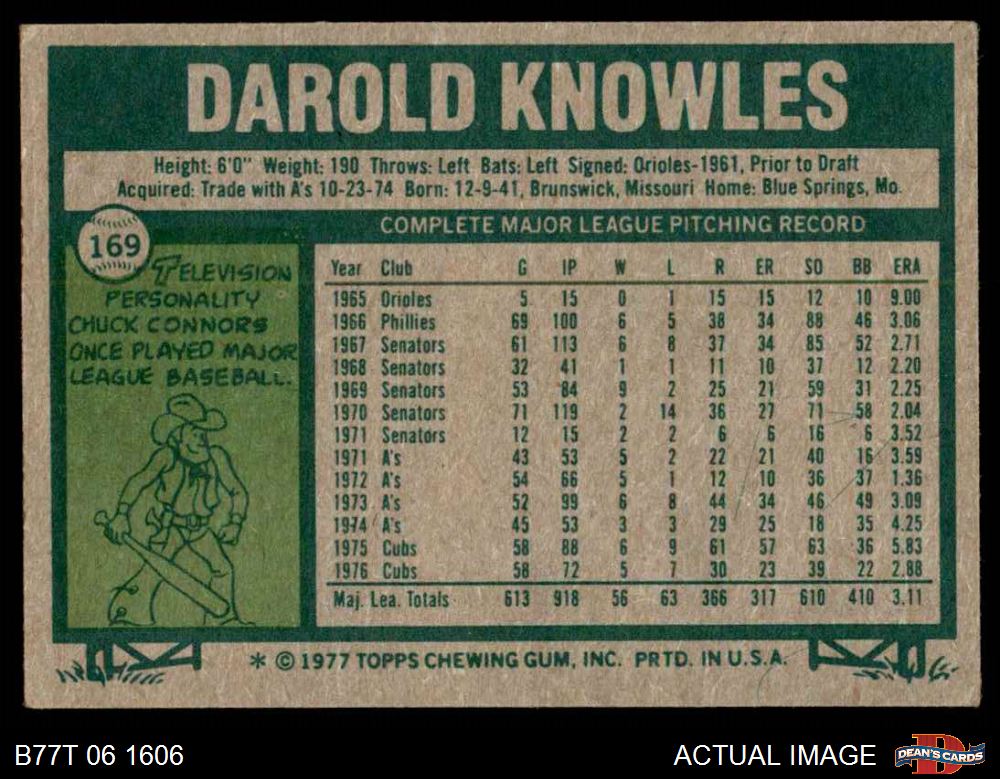 DAROLD KNOWLES
Height: 6'0" Weight: 190 Throws: Left Bats: Left Signed: Orioles-1961, Prior to Draft
Acquired: Trade with A's 10-23-74 Born: 12-9-41, Brunswick, Missouri Home: Blue Springs, Mo.
169
TELEVISION
PERSONALITY
CHUCK CONNORS
ONCE PLAYED MAJOR
LEAGUE BASEBALL.
COMPLETE MAJOR LEAGUE PITCHING RECORD
Year Club G IP W L R ER SO BB ERA
1965 Orioles 5 15 0 1 15 15 12 10 9.00
1966 Phillies 69 100 6 5 38 34 88 46 3.06
1967 Senators 61 113 6 8 37 34 85 52 2.71
1968 Senators 32 41 1 1 11 10 37 12 2.20
1969 Senators 53 84 9 2 25 21 59 31 2.25
1970 Senators 71 119 2 14 36 27 71 58 2.04
1971 Senators 12 15 2 2 6 6 16 6 3.52
1971 A's 43 53 5 2 22 21 40 16 3.59
1972 A's 54 66 5 1 12 10 36 37 1.36
1973 A's 52 99 6 8 44 34 46 49 3.09
1974 A's 45 53 3 3 29 25 18 35 4.25
1975 Cubs 58 88 6 9 61 57 63 36 5.83
1976 Cubs 58 72 5 7 30 23 39 22 2.88
Maj. Lea. Totals 613 918 56 63 366 317 610 410 3.11
* © 1977 TOPPS CHEWING GUM, INC. PRTD. IN U.S.A.
B77T 06 1606
ACTUAL IMAGE
D
DEAN'S CARDS